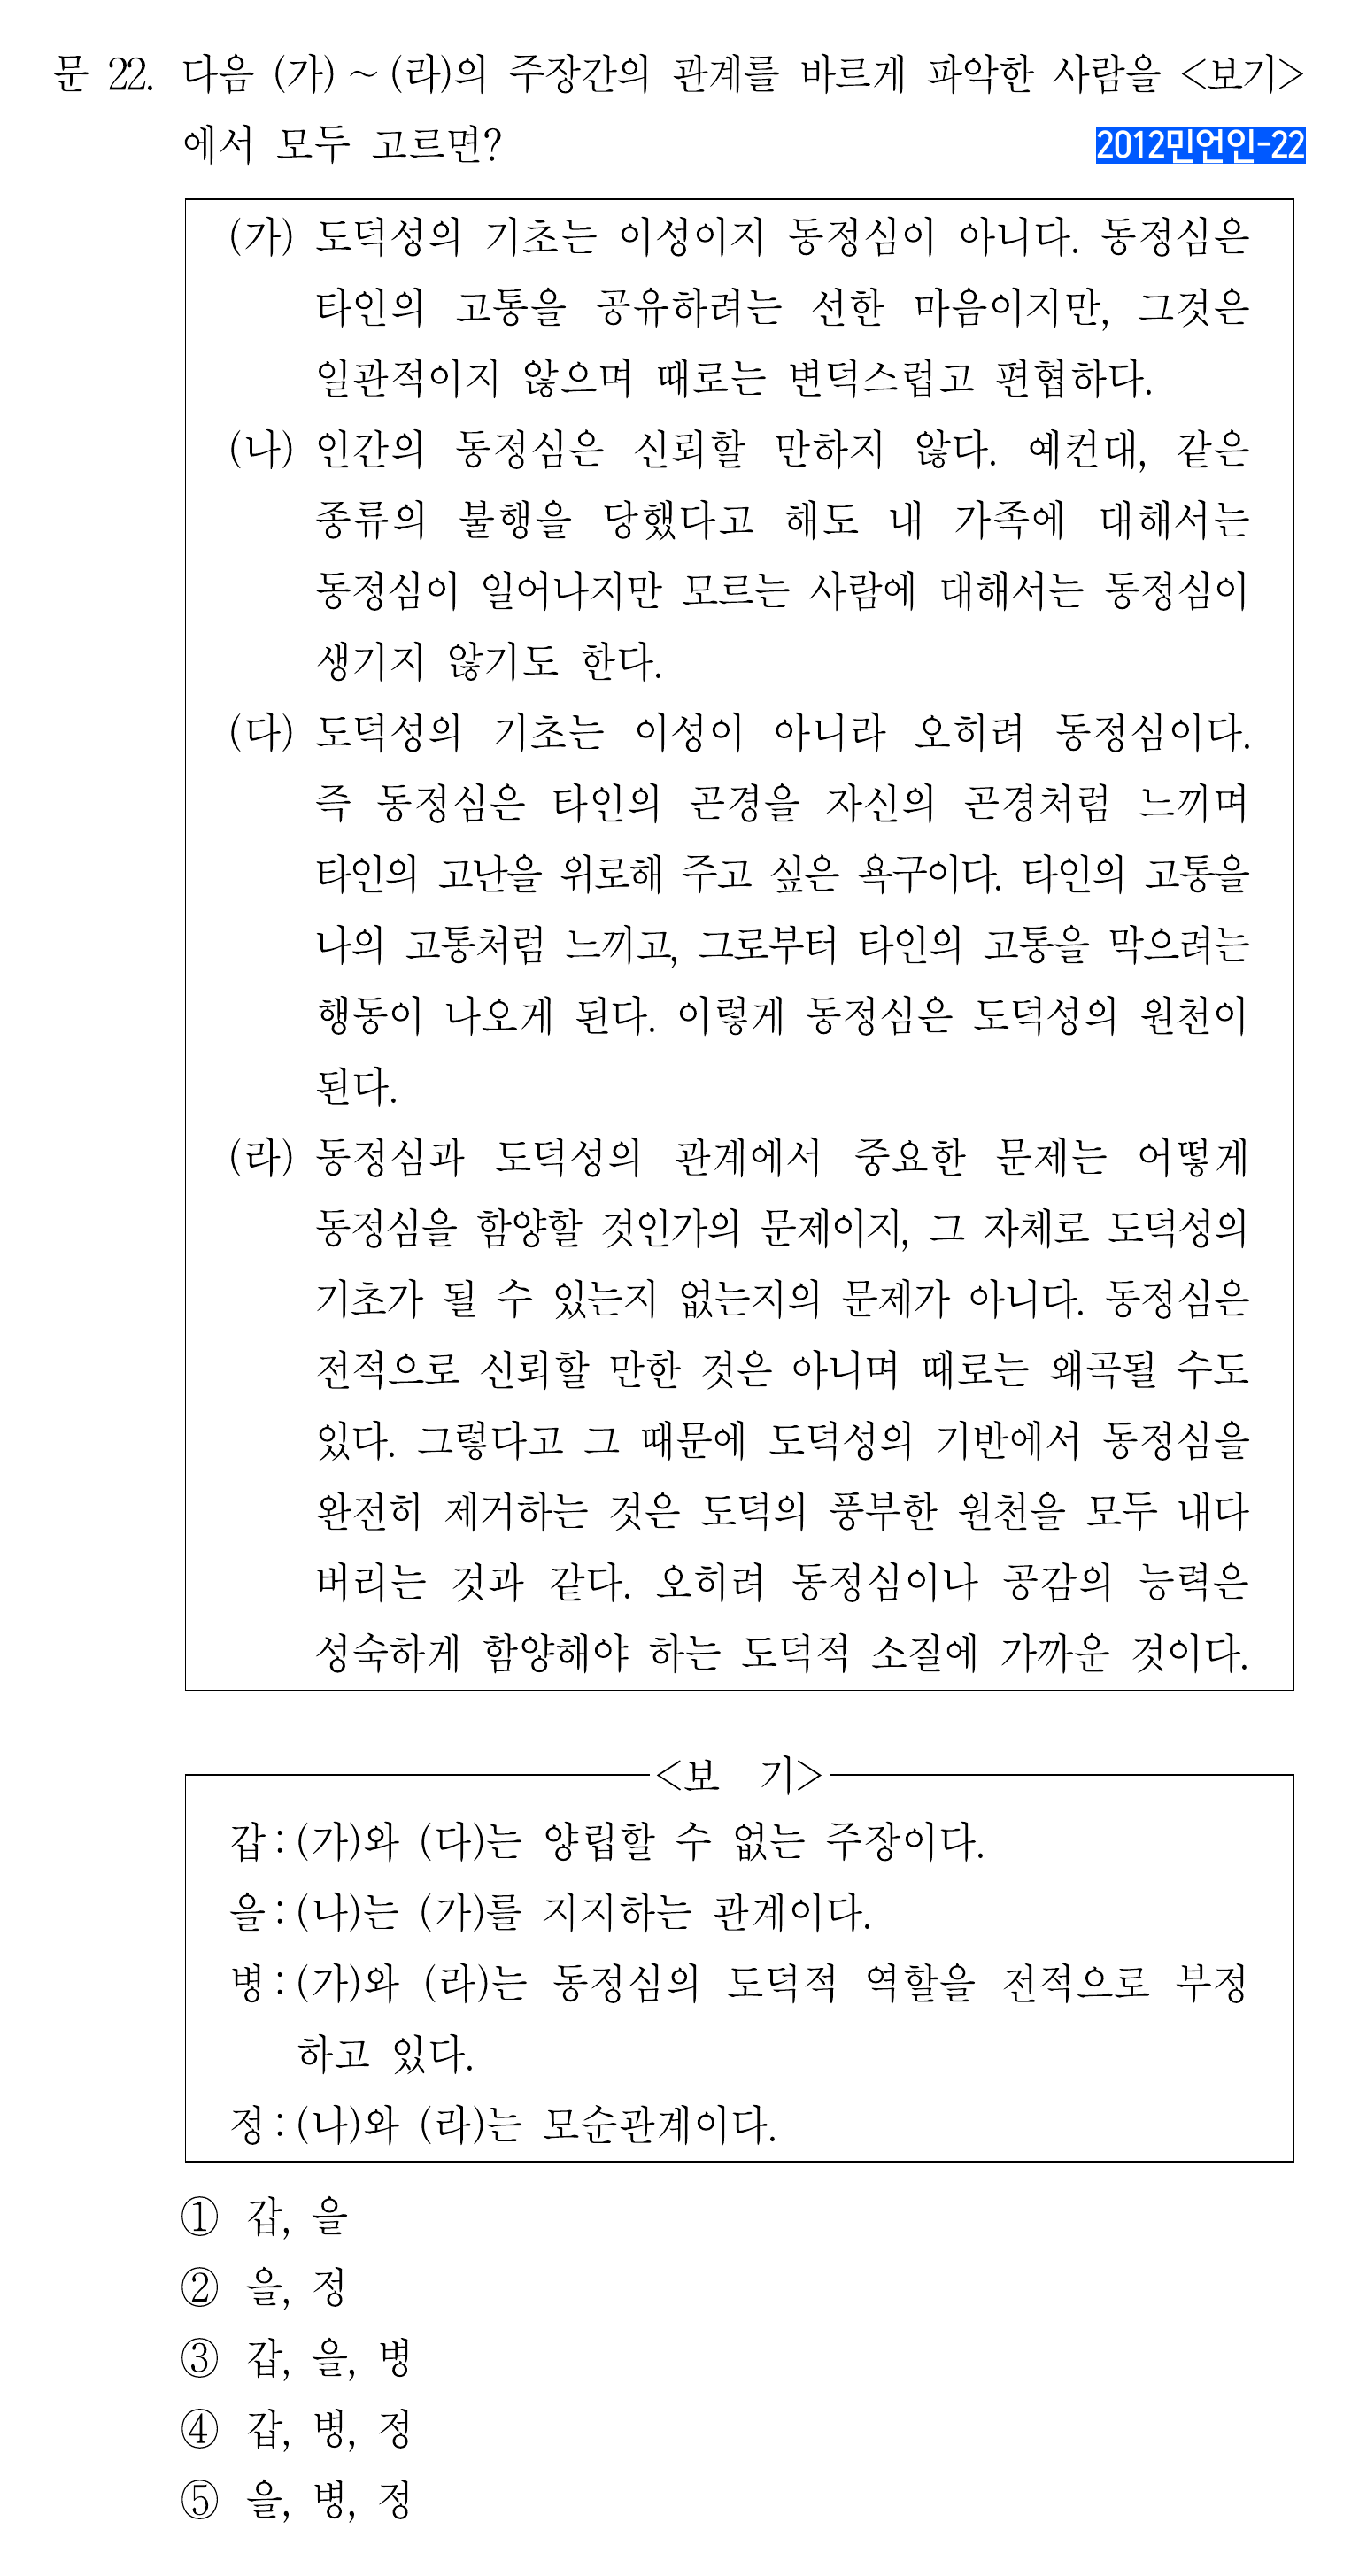 문 22. 다음 (가) ~ (라)의 주장간의 관계를 바르게 파악한 사람을 <보기>
에서 모두 고르면?
2012민언인-22
(가) 도덕성의 기초는 이성이지 동정심이 아니다. 동정심은
타인의 고통을 공유하려는 선한 마음이지만, 그것은
일관적이지 않으며 때로는 변덕스럽고 편협하다.
(나) 인간의 동정심은 신뢰할 만하지 않다. 예컨대, 같은
종류의 불행을 당했다고 해도 내 가족에 대해서는
동정심이 일어나지만 모르는 사람에 대해서는 동정심이
생기지 않기도 한다.
(다) 도덕성의 기초는 이성이 아니라 오히려 동정심이다.
즉 동정심은 타인의 곤경을 자신의 곤경처럼 느끼며
타인의 고난을 위로해 주고 싶은 욕구이다. 타인의 고통을
나의 고통처럼 느끼고, 그로부터 타인의 고통을 막으려는
행동이 나오게 된다. 이렇게 동정심은 도덕성의 원천이
된다.
(라) 동정심과 도덕성의 관계에서 중요한 문제는 어떻게
동정심을 함양할 것인가의 문제이지, 그 자체로 도덕성의
기초가 될 수 있는지 없는지의 문제가 아니다. 동정심은
전적으로 신뢰할 만한 것은 아니며 때로는 왜곡될 수도
있다. 그렇다고 그 때문에 도덕성의 기반에서 동정심을
완전히 제거하는 것은 도덕의 풍부한 원천을 모두 내다
버리는 것과 같다. 오히려 동정심이나 공감의 능력은
성숙하게 함양해야 하는 도덕적 소질에 가까운 것이다.
<보 기>
갑 : (가)와 (다)는 양립할 수 없는 주장이다.
을 : (나)는 (가)를 지지하는 관계이다.
병 : (가)와 (라)는 동정심의 도덕적 역할을 전적으로 부정
하고 있다.
정 : (나)와 (라)는 모순관계이다.
① 갑, 을
② 을, 정
③ 갑, 을, 병
④ 갑, 병, 정
⑤ 을, 병, 정